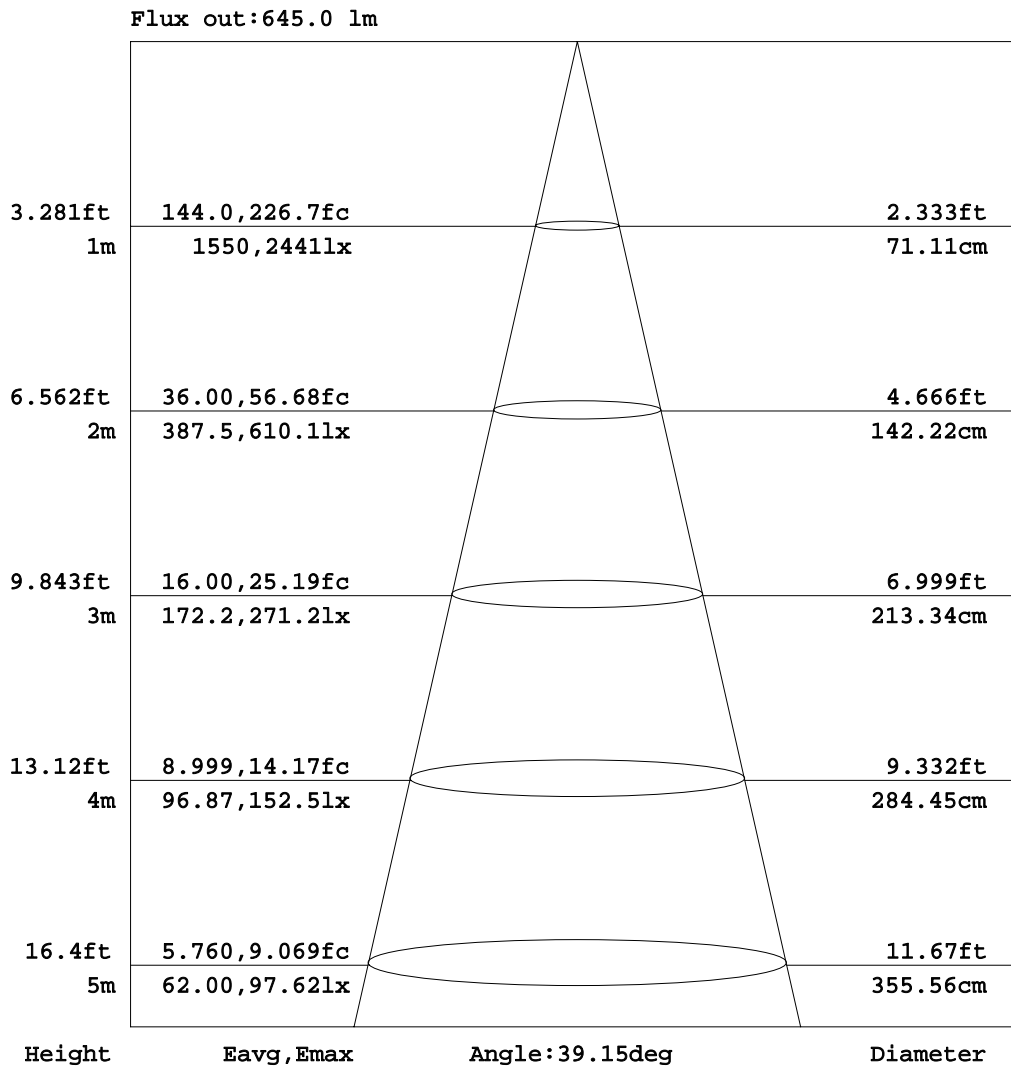 Flux out:645.0 lm
3.281ft 144.0,226.7fc 2.333ft
1m 1550,2441lx 71.11cm
6.562ft 36.00,56.68fc 4.666ft
2m 387.5,610.1lx 142.22cm
9.843ft 16.00,25.19fc 6.999ft
3m 172.2,271.2lx 213.34cm
13.12ft 8.999,14.17fc 9.332ft
4m 96.87,152.5lx 284.45cm
16.4ft 5.760,9.069fc 11.67ft
5m 62.00,97.62lx 355.56cm
Height Eavg,Emax Angle:39.15deg Diameter